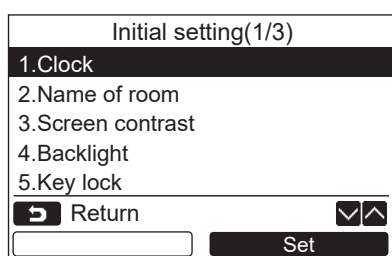 Initial setting(1/3)
1.Clock
2.Name of room
3.Screen contrast
4.Backlight
5.Key lock
Return
Set